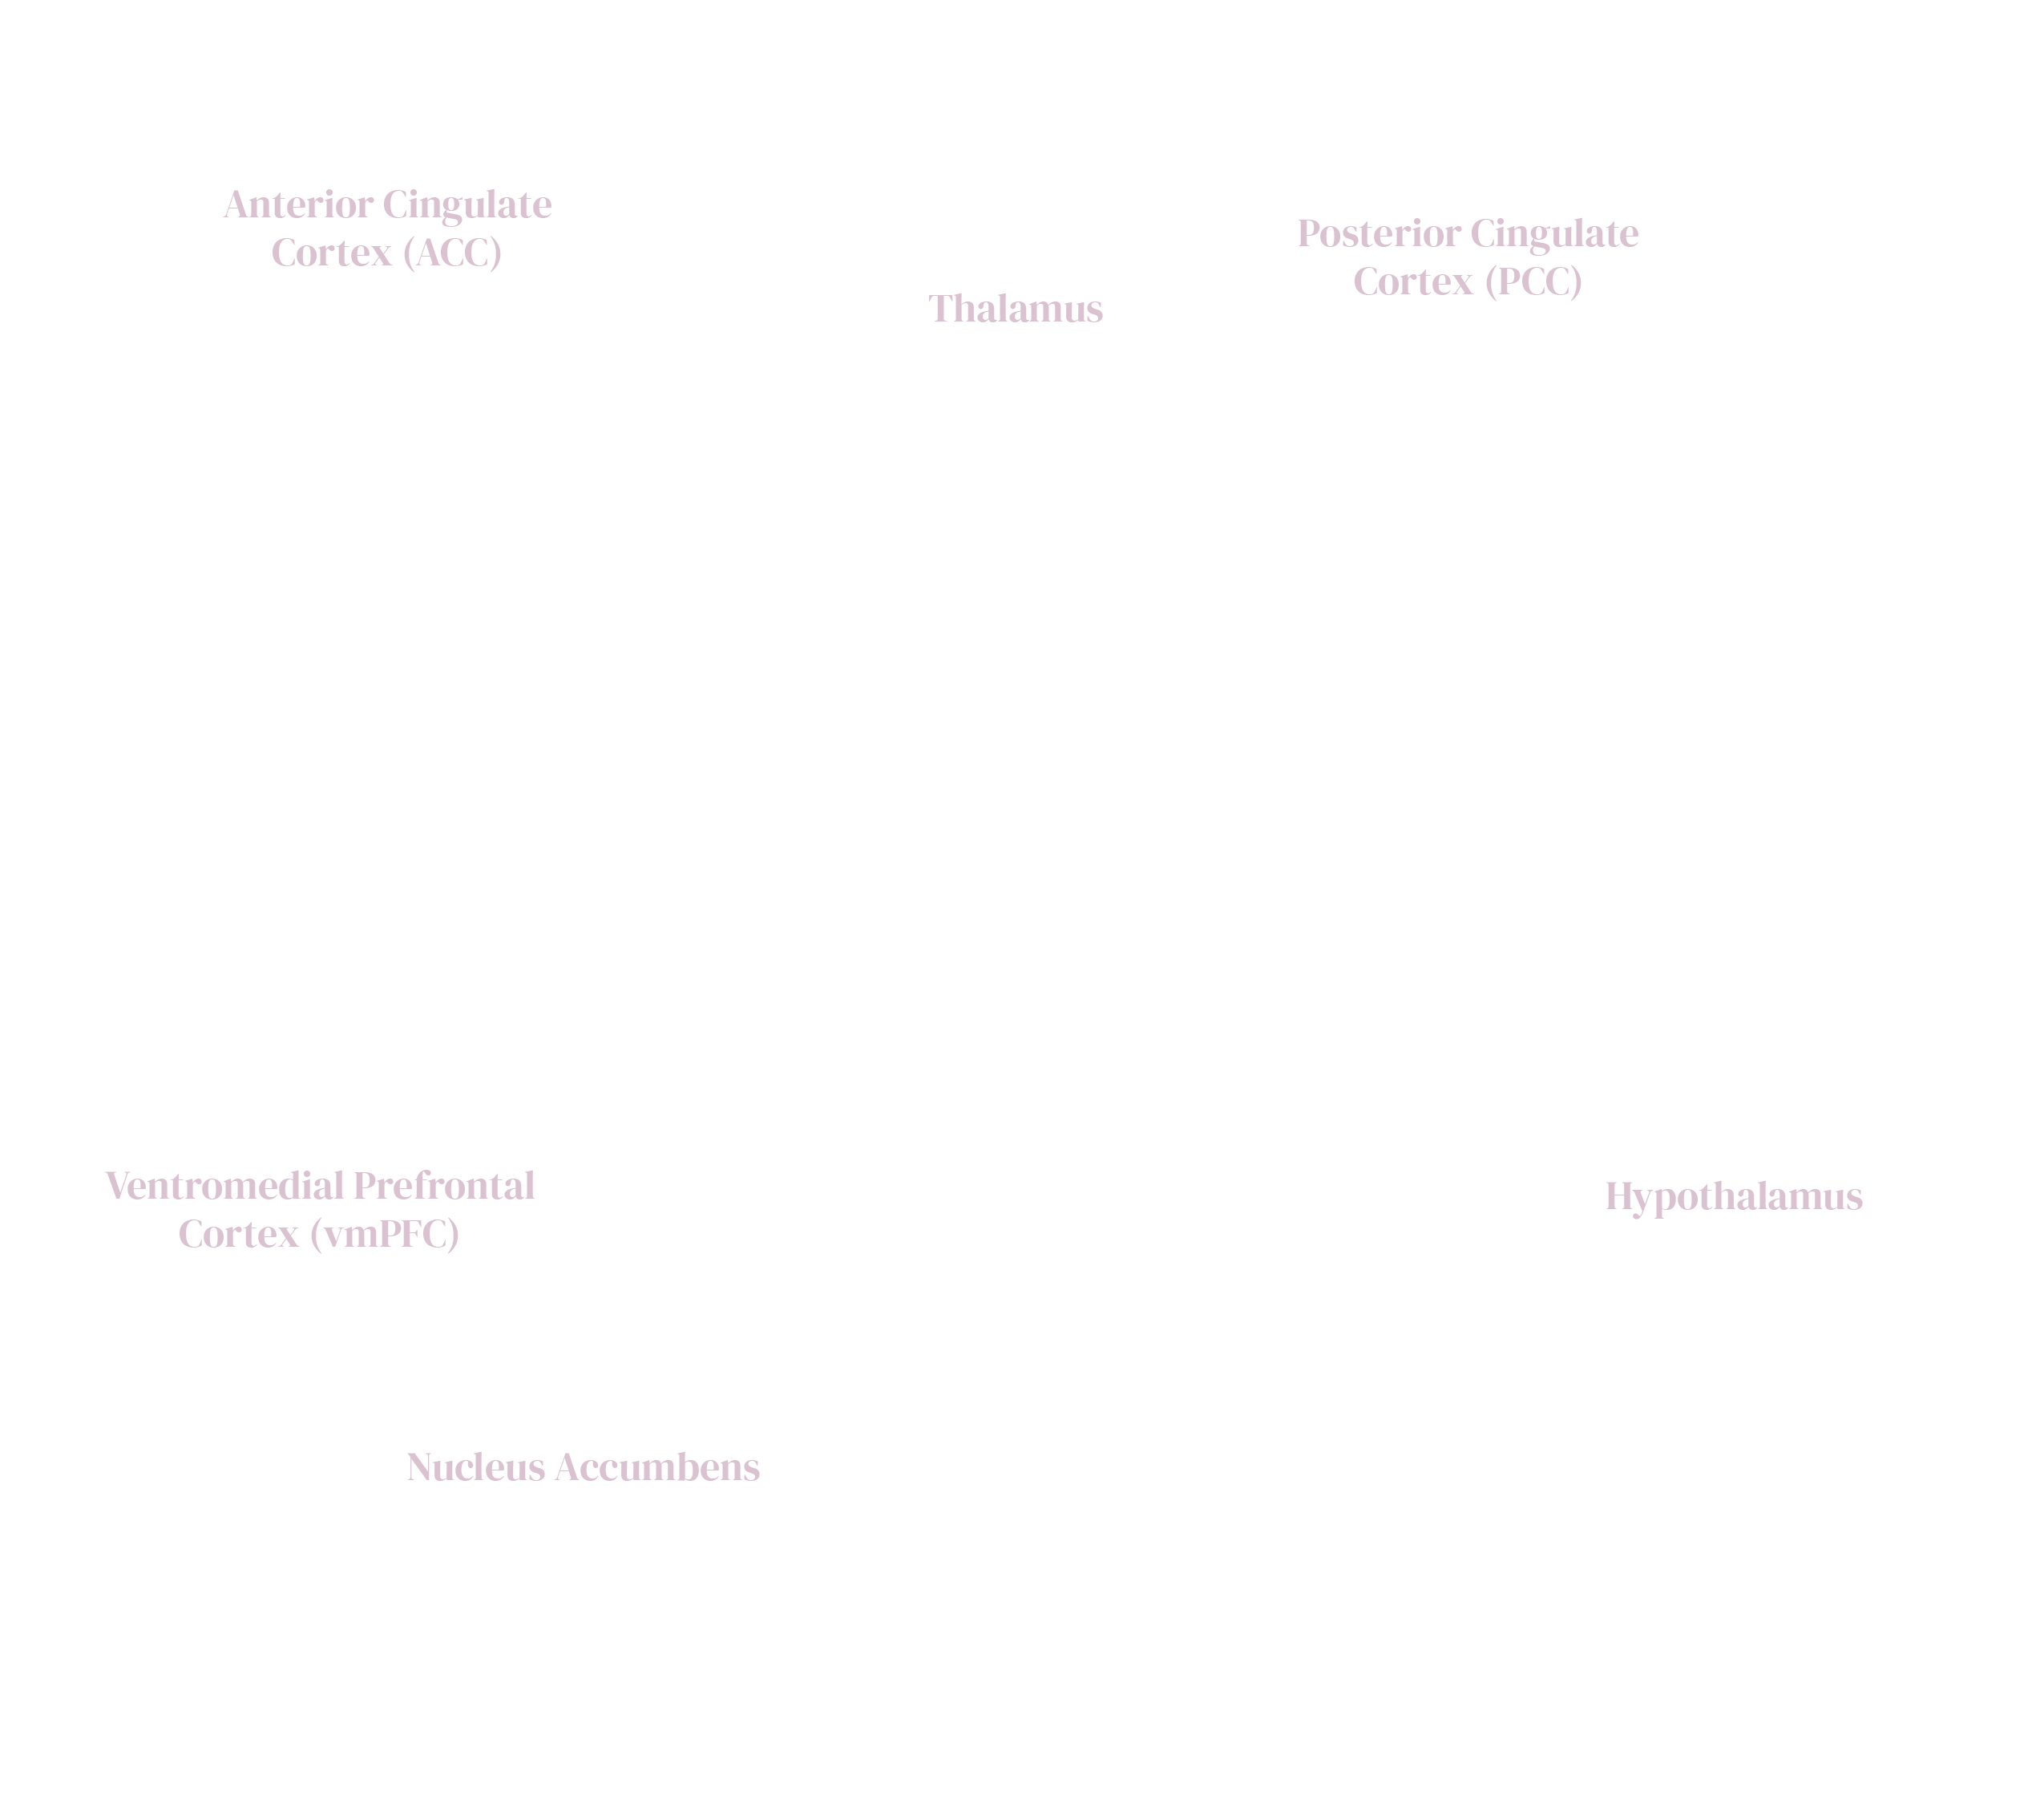 Anterior Cingulate
Cortex (ACC)
Posterior Cingulate
Cortex (PCC)
Thalamus
Ventromedial Prefrontal
Cortex (vmPFC)
Hypothalamus
Nucleus Accumbens